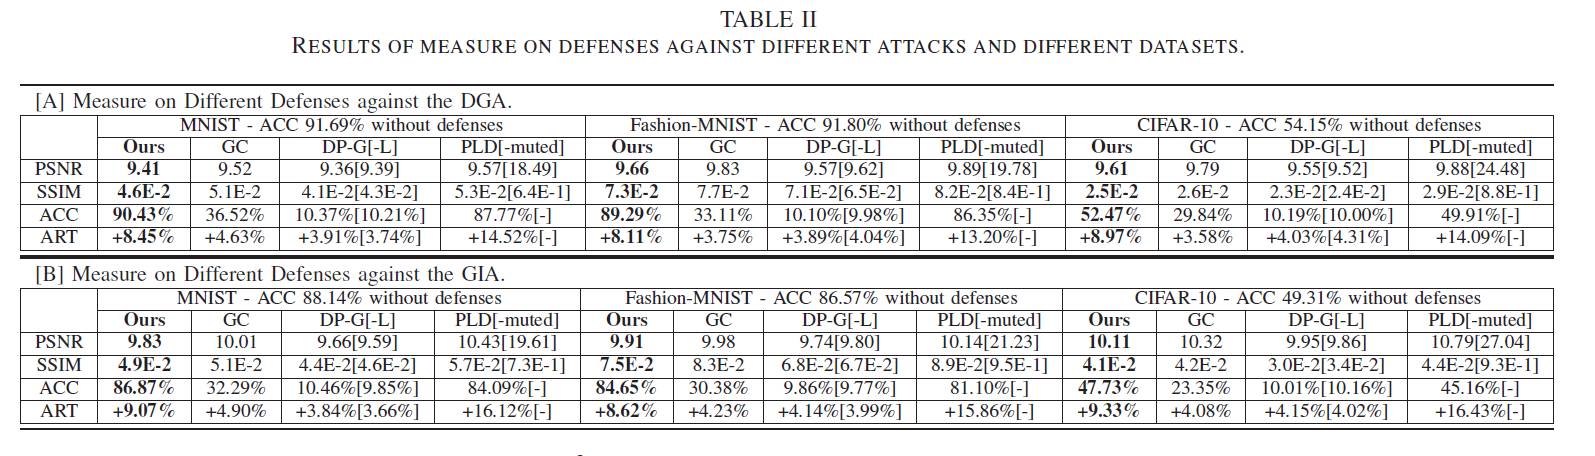 TABLE II
RESULTS OF MEASURE ON DEFENSES AGAINST DIFFERENT ATTACKS AND DIFFERENT DATASETS.
[A] Measure on Different Defenses against the DGA.
MNIST - ACC 91.69% without defenses Fashion-MNIST - ACC 91.80% without defenses CIFAR-10 - ACC 54.15% without defenses
Ours GC DP-G[-L] PLD[-muted] Ours GC DP-G[-L] PLD[-muted] Ours GC DP-G[-L] PLD[-muted]
PSNR 9.41 9.52 9.36[9.39] 9.57[18.49] 9.66 9.83 9.57[9.62] 9.89[19.78] 9.61 9.79 9.55[9.52] 9.88[24.48]
SSIM 4.6E-2 5.1E-2 4.1E-2[4.3E-2] 5.3E-2[6.4E-1] 7.3E-2 7.7E-2 7.1E-2[6.5E-2] 8.2E-2[8.4E-1] 2.5E-2 2.6E-2 2.3E-2[2.4E-2] 2.9E-2[8.8E-1]
ACC 90.43% 36.52% 10.37%[10.21%] 87.77%[-] 89.29% 33.11% 10.10%[9.98%] 86.35%[-] 52.47% 29.84% 10.19%[10.00%] 49.91%[-]
ART +8.45% +4.63% +3.91%[3.74%] +14.52%[-] +8.11% +3.75% +3.89%[4.04%] +13.20%[-] +8.97% +3.58% +4.03%[4.31%] +14.09%[-]
[B] Measure on Different Defenses against the GIA.
MNIST - ACC 88.14% without defenses Fashion-MNIST - ACC 86.57% without defenses CIFAR-10 - ACC 49.31% without defenses
Ours GC DP-G[-L] PLD[-muted] Ours GC DP-G[-L] PLD[-muted] Ours GC DP-G[-L] PLD[-muted]
PSNR 9.83 10.01 9.66[9.59] 10.43[19.61] 9.91 9.98 9.74[9.80] 10.14[21.23] 10.11 10.32 9.95[9.86] 10.79[27.04]
SSIM 4.9E-2 5.1E-2 4.4E-2[4.6E-2] 5.7E-2[7.3E-1] 7.5E-2 8.3E-2 6.8E-2[6.7E-2] 8.9E-2[9.5E-1] 4.1E-2 4.2E-2 3.0E-2[3.4E-2] 4.4E-2[9.3E-1]
ACC 86.87% 32.29% 10.46%[9.85%] 84.09%[-] 84.65% 30.38% 9.86%[9.77%] 81.10%[-] 47.73% 23.35% 10.01%[10.16%] 45.16%[-]
ART +9.07% +4.90% +3.84%[3.66%] +16.12%[-] +8.62% +4.23% +4.14%[3.99%] +15.86%[-] +9.33% +4.08% +4.15%[4.02%] +16.43%[-]